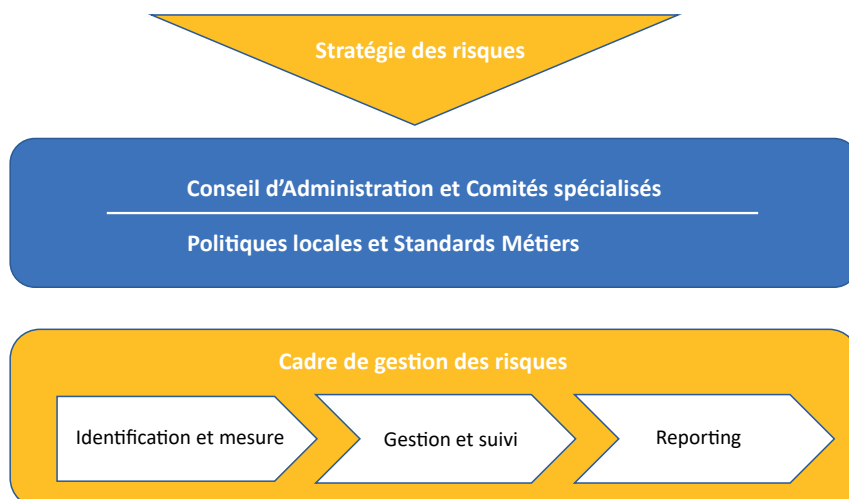 Stratégie des risques
Conseil d’Administration et Comités spécialisés
Politiques locales et Standards Métiers
Cadre de gestion des risques
Identification et mesure
Gestion et suivi
Reporting